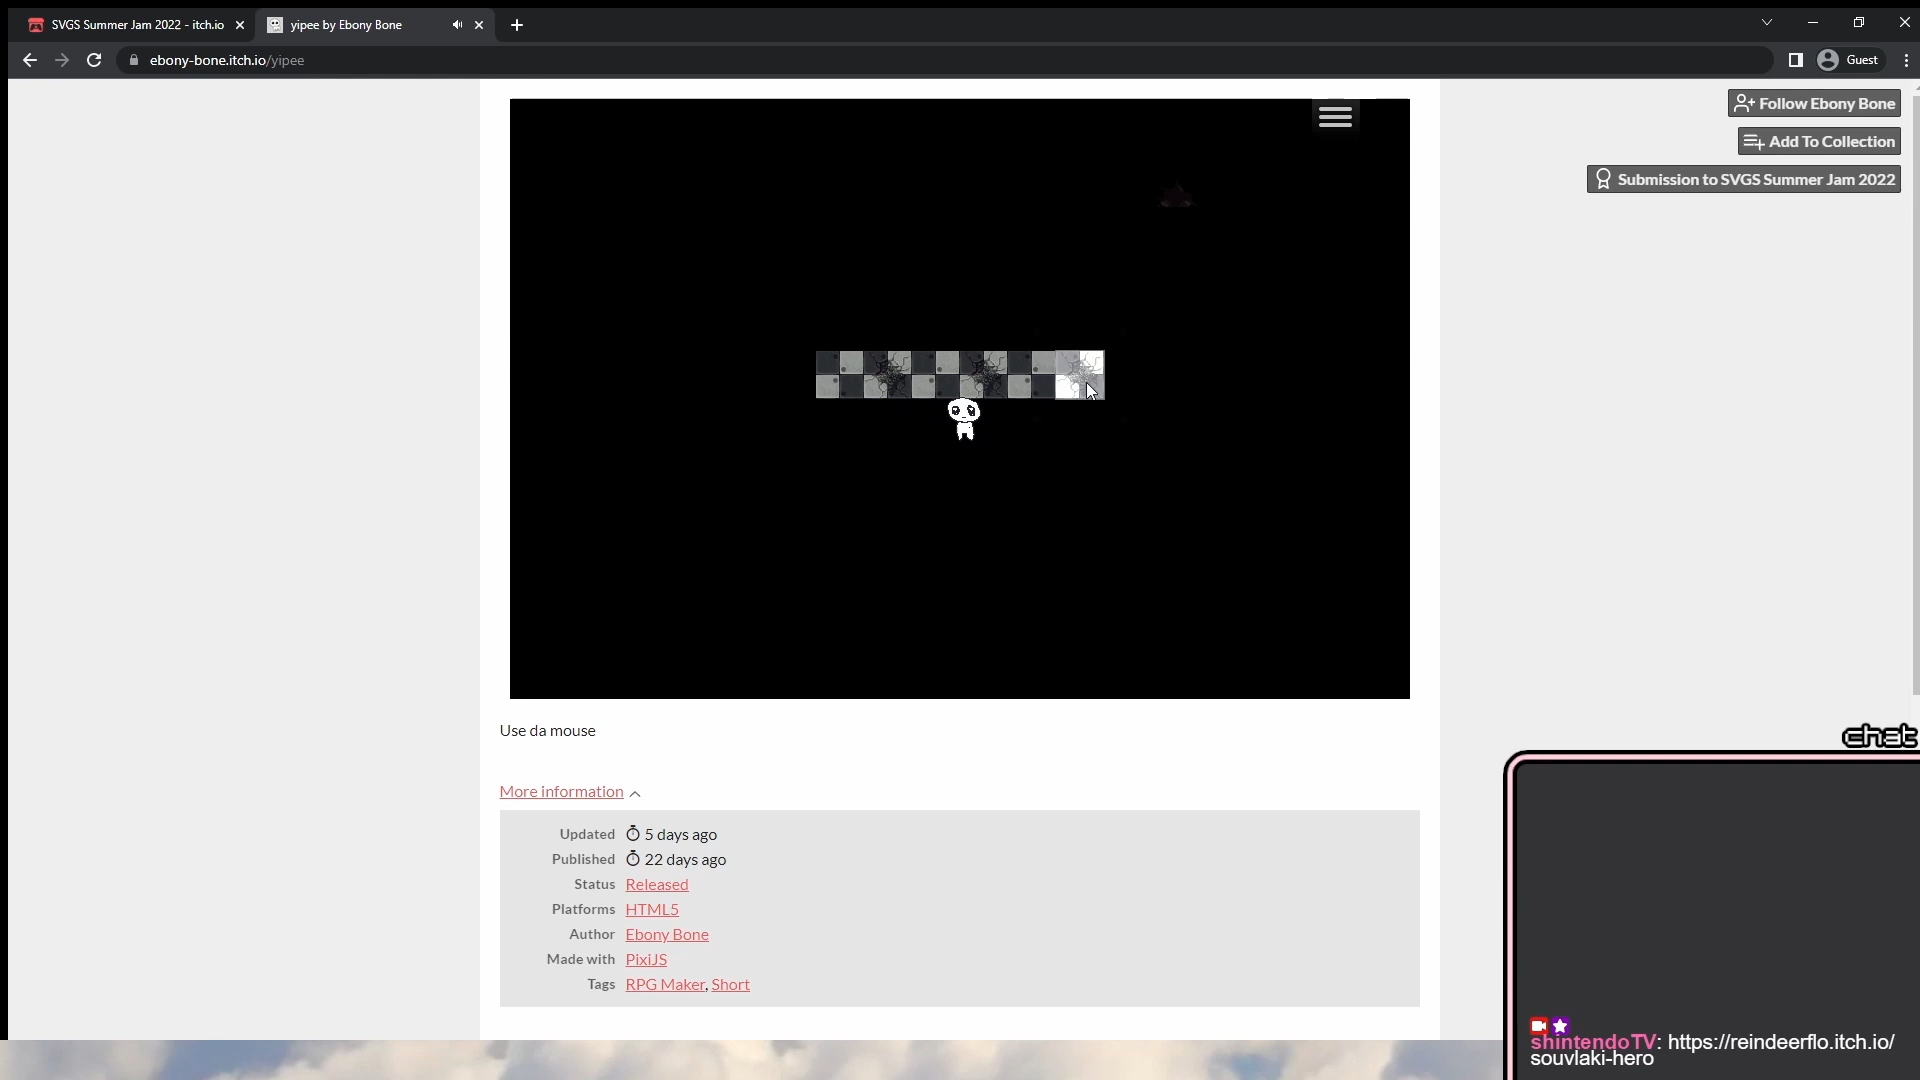 SVGS Summer Jam 2022 - itch.io
yipee by Ebony Bone
ebony-bone.itch.io/yipee
Guest
Follow Ebony Bone
Add To Collection
Submission to SVGS Summer Jam 2022
Use da mouse
More information
Updated 5 days ago
Published 22 days ago
Status Released
Platforms HTML5
Author Ebony Bone
Made with PixiJS
Tags RPG Maker, Short
chat
shintendoTV: https://reindeerflo.itch.io/
souvlaki-hero